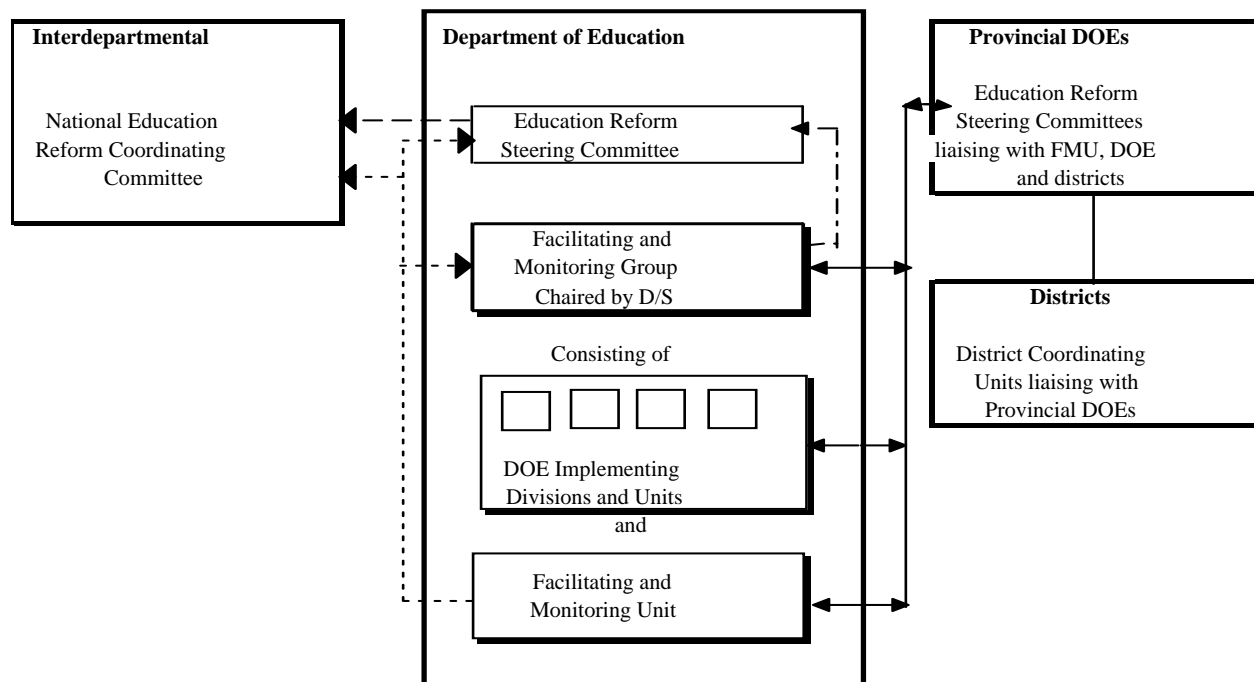 Interdepartmental
National Education
Reform Coordinating
Committee
Department of Education
Education Reform
Steering Committee
Facilitating and
Monitoring Group
Chaired by D/S
Consisting of
DOE Implementing
Divisions and Units
and
Facilitating and
Monitoring Unit
Provincial DOEs
Education Reform
Steering Committees
liaising with FMU, DOE
and districts
Districts
District Coordinating
Units liaising with
Provincial DOEs